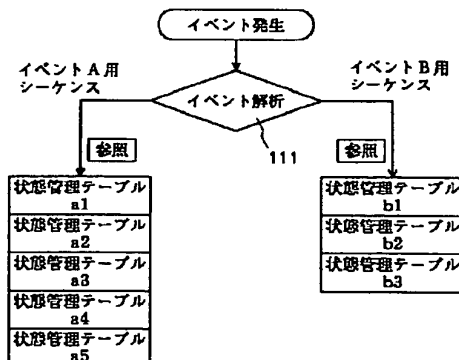 イベント発生
イベントA用
シーケンス
イベントB用
シーケンス
イベント解析
参照
111
参照
状態管理テーブル
a1
状態管理テーブル
a2
状態管理テーブル
a3
状態管理テーブル
a4
状態管理テーブル
a5
状態管理テーブル
b1
状態管理テーブル
b2
状態管理テーブル
b3